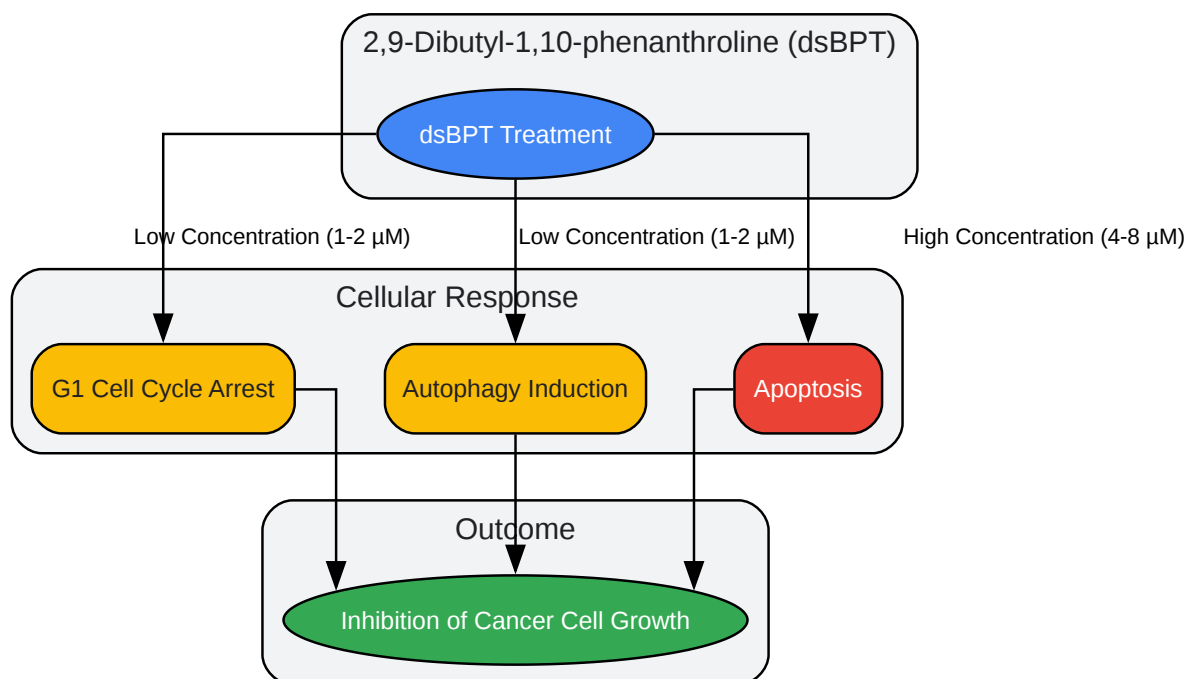 2,9-Dibutyl-1,10-phenanthroline (dsBPT)
dsBPT Treatment
Low Concentration (1-2 µM)
Low Concentration (1-2 µM)
High Concentration (4-8 µM)
Cellular Response
G1 Cell Cycle Arrest
Autophagy Induction
Apoptosis
Outcome
Inhibition of Cancer Cell Growth